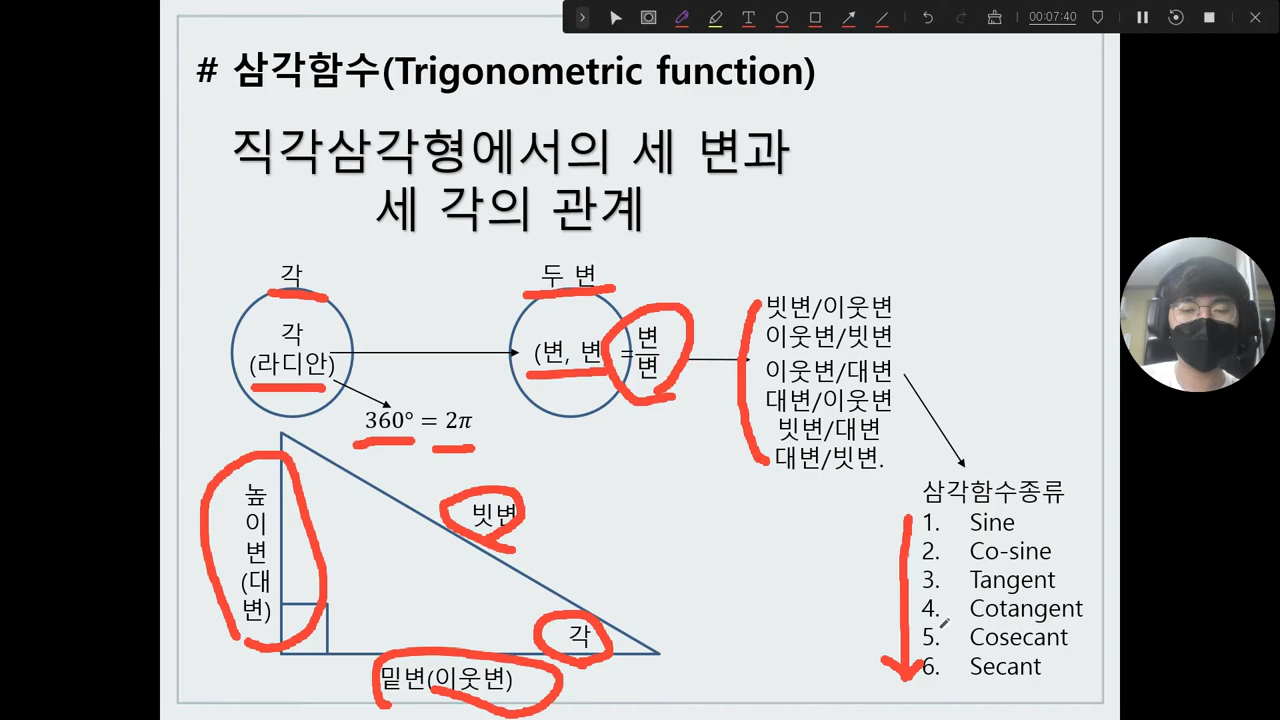 00:07:40
# 삼각함수(Trigonometric function)
직각삼각형에서의 세 변과
세 각의 관계
각
두 변
각
(라디안)
(변, 변
=
변
변
360° = 2π
빗변/이웃변
이웃변/빗변
이웃변/대변
대변/이웃변
빗변/대변
대변/빗변.
높
이
변
(대
변)
빗변
각
밑변(이웃변)
삼각함수종류
1. Sine
2. Co-sine
3. Tangent
4. Cotangent
5. Cosecant
6. Secant